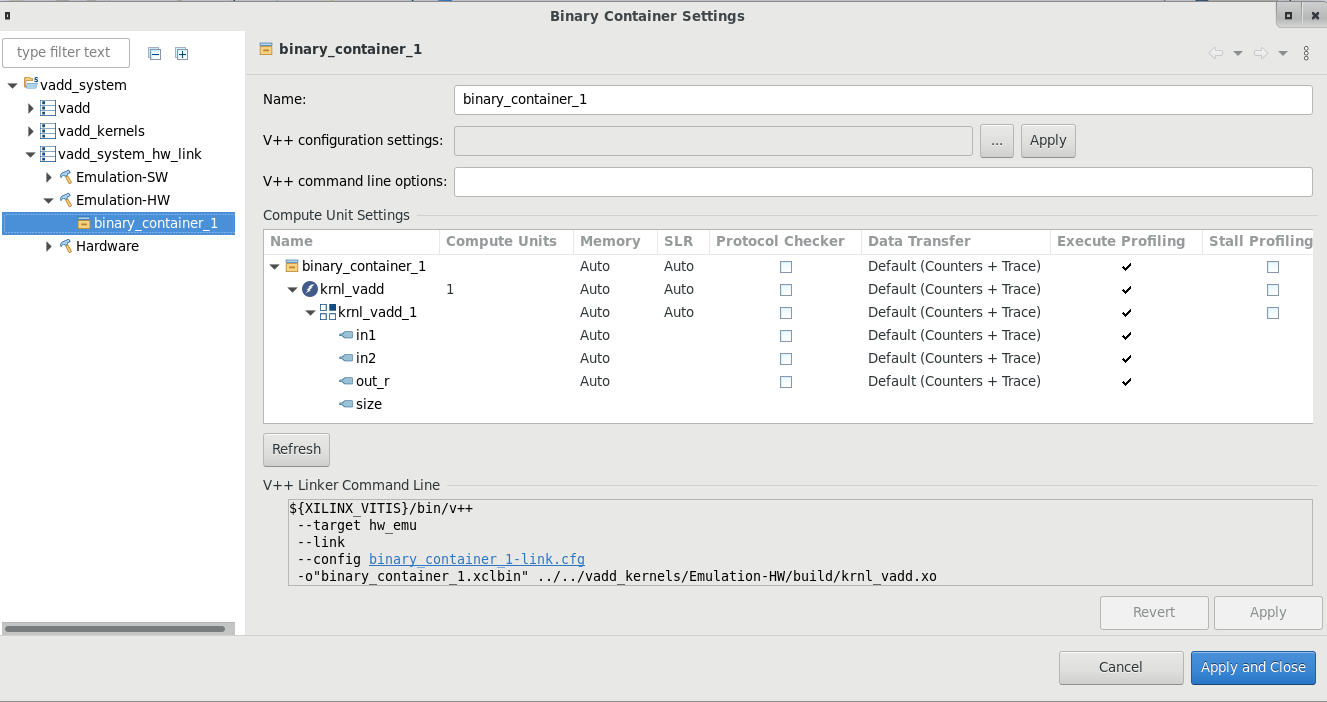 Binary Container Settings
type filter text
vadd_system
vadd
vadd_kernels
vadd_system_hw_link
Emulation-SW
Emulation-HW
binary_container_1
Hardware
binary_container_1
Name: binary_container_1
V++ configuration settings: ... Apply
V++ command line options:
Compute Unit Settings
Name Compute Units Memory SLR Protocol Checker Data Transfer Execute Profiling Stall Profiling
binary_container_1 Auto Auto Default (Counters + Trace)
krnl_vadd 1 Auto Auto Default (Counters + Trace)
krnl_vadd_1 Auto Auto Default (Counters + Trace)
in1 Auto Default (Counters + Trace)
in2 Auto Default (Counters + Trace)
out_r Auto Default (Counters + Trace)
size
Refresh
V++ Linker Command Line
${XILINX_VITIS}/bin/v++
--target hw_emu
--link
--config binary_container_1-link.cfg
-o"binary_container_1.xclbin" ../../vadd_kernels/Emulation-HW/build/krnl_vadd.xo
Revert Apply
Cancel Apply and Close